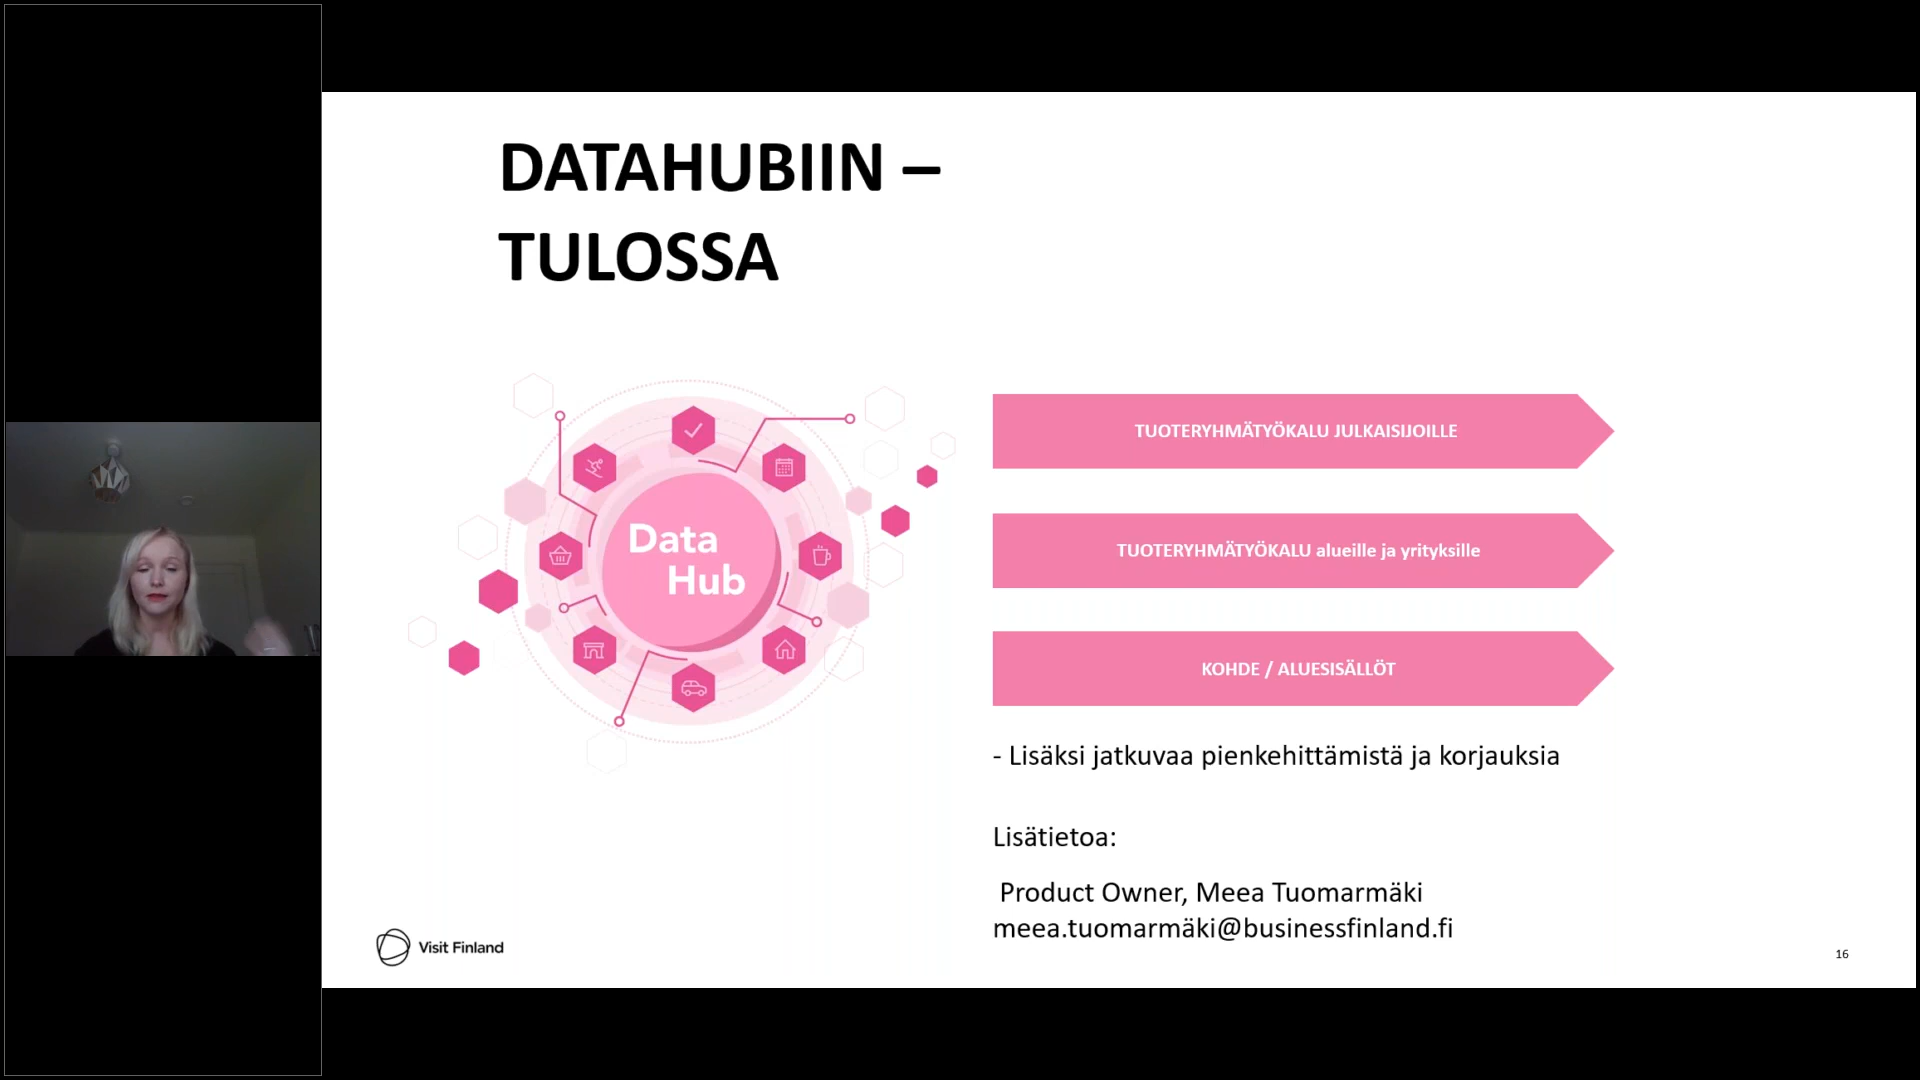 DATAHUBIIN –
TULOSSA
Data
Hub
TUOTERYHMÄTYÖKALU JULKAISIJOILLE
TUOTERYHMÄTYÖKALU alueille ja yrityksille
KOHDE / ALUESISÄLLÖT
- Lisäksi jatkuvaa pienkehittämistä ja korjauksia
Lisätietoa:
Product Owner, Meea Tuomarmäki
meea.tuomarmäki@businessfinland.fi
Visit Finland
16